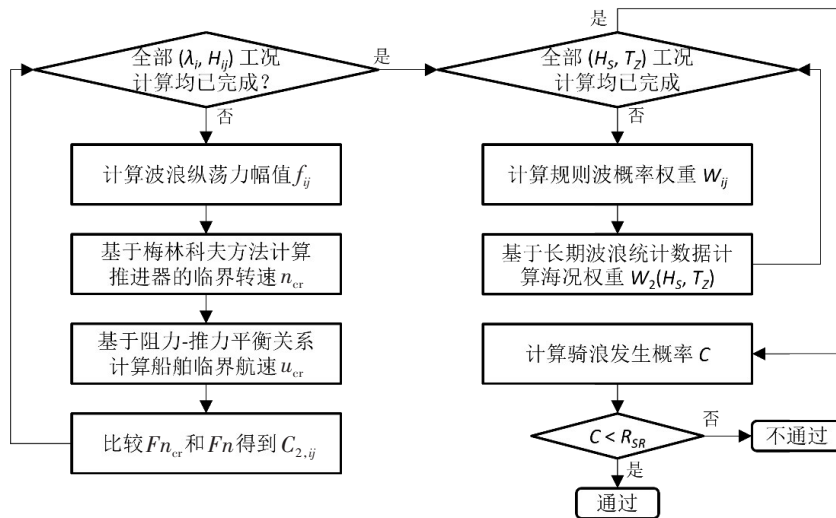 全部 (λi, Hij) 工况
计算均已完成?
是
否
计算波浪纵荡力幅值 fij
基于梅林科夫方法计算
推进器的临界转速 ncr
基于阻力-推力平衡关系
计算船舶临界航速 ucr
比较 Fncr 和 Fn 得到 C2,ij
是
全部 (HS, TZ) 工况
计算均已完成
否
计算规则波概率权重 Wij
基于长期波浪统计数据计
算海况权重 W2(HS, TZ)
计算骑浪发生概率 C
C < RSR
否
不通过
是
通过